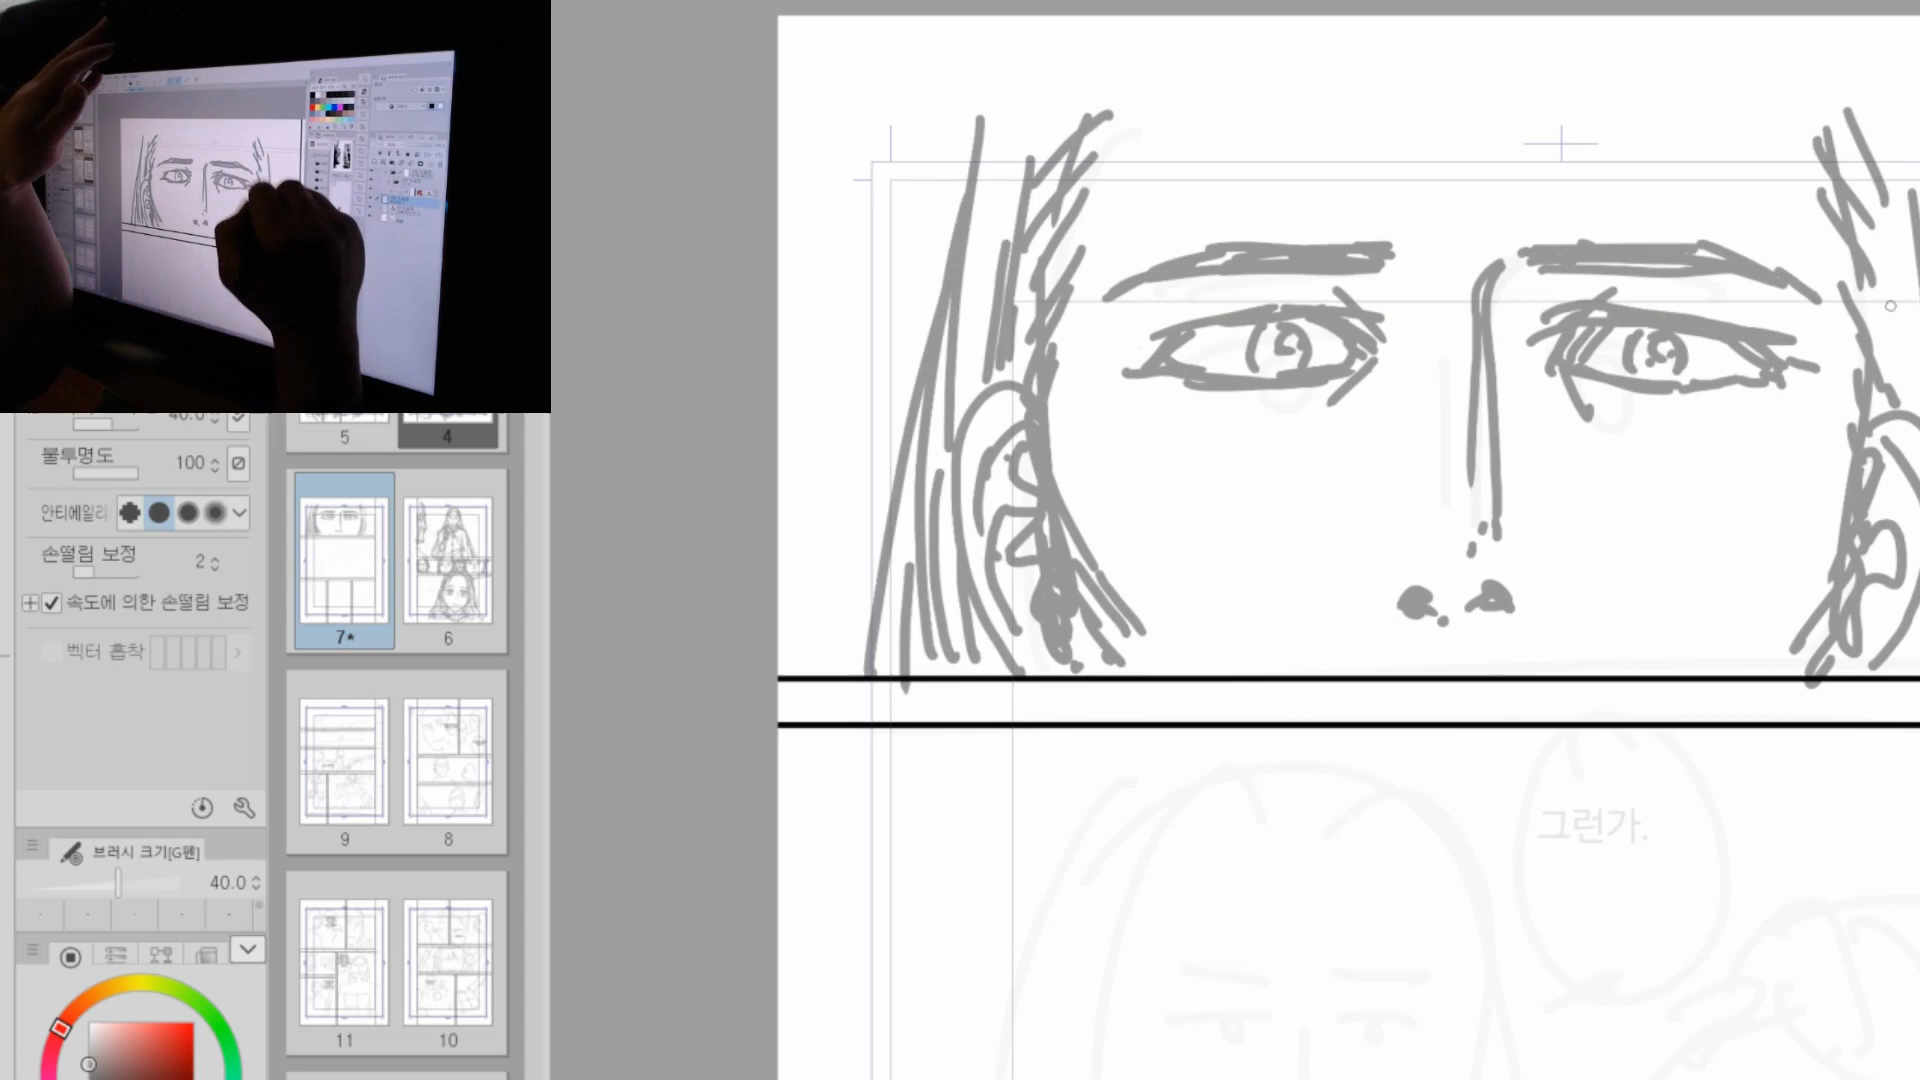 5
4
불투명도
100
안티에일리
손떨림 보정
2
속도에 의한 손떨림 보정
벡터 흡착
7*
6
9
8
브러시 크기[G펜]
40.0
11
10
그런가.